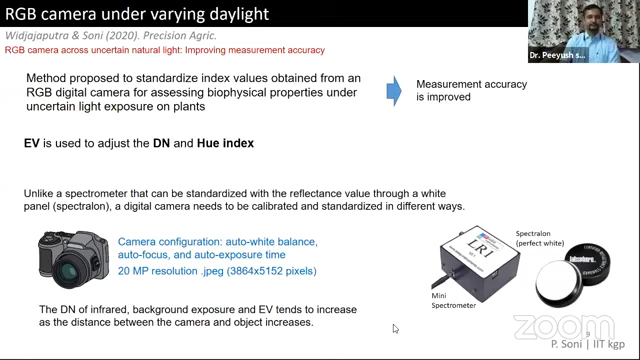 RGB camera under varying daylight
Widjajaputra & Soni (2020). Precision Agric.
RGB camera across uncertain natural light: Improving measurement accuracy
Dr. Peeyush s...
Method proposed to standardize index values obtained from an
RGB digital camera for assessing biophysical properties under
uncertain light exposure on plants
Measurement accuracy
is improved
EV is used to adjust the DN and Hue index
Unlike a spectrometer that can be standardized with the reflectance value through a white
panel (spectralon), a digital camera needs to be calibrated and standardized in different ways.
Camera configuration: auto-white balance,
auto-focus, and auto-exposure time
20 MP resolution .jpeg (3864x5152 pixels)
LR1
Spectralon
(perfect white)
labsphere
Mini
Spectrometer
The DN of infrared, background exposure and EV tends to increase
as the distance between the camera and object increases.
zoom
9
P. Soni | IIT kgp